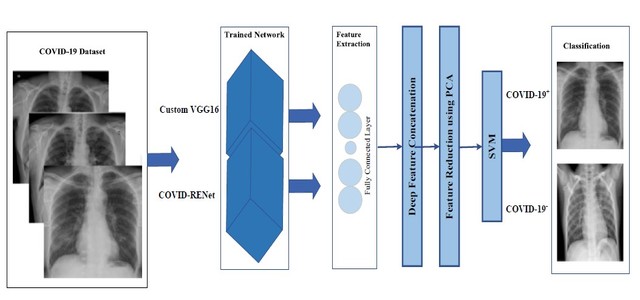 COVID-19 Dataset
Trained Network
Custom VGG16
COVID-RENet
Feature
Extraction
Fully Connected Layer
Deep Feature Concatenation
Feature Reduction using PCA
SVM
Classification
COVID-19+
COVID-19-